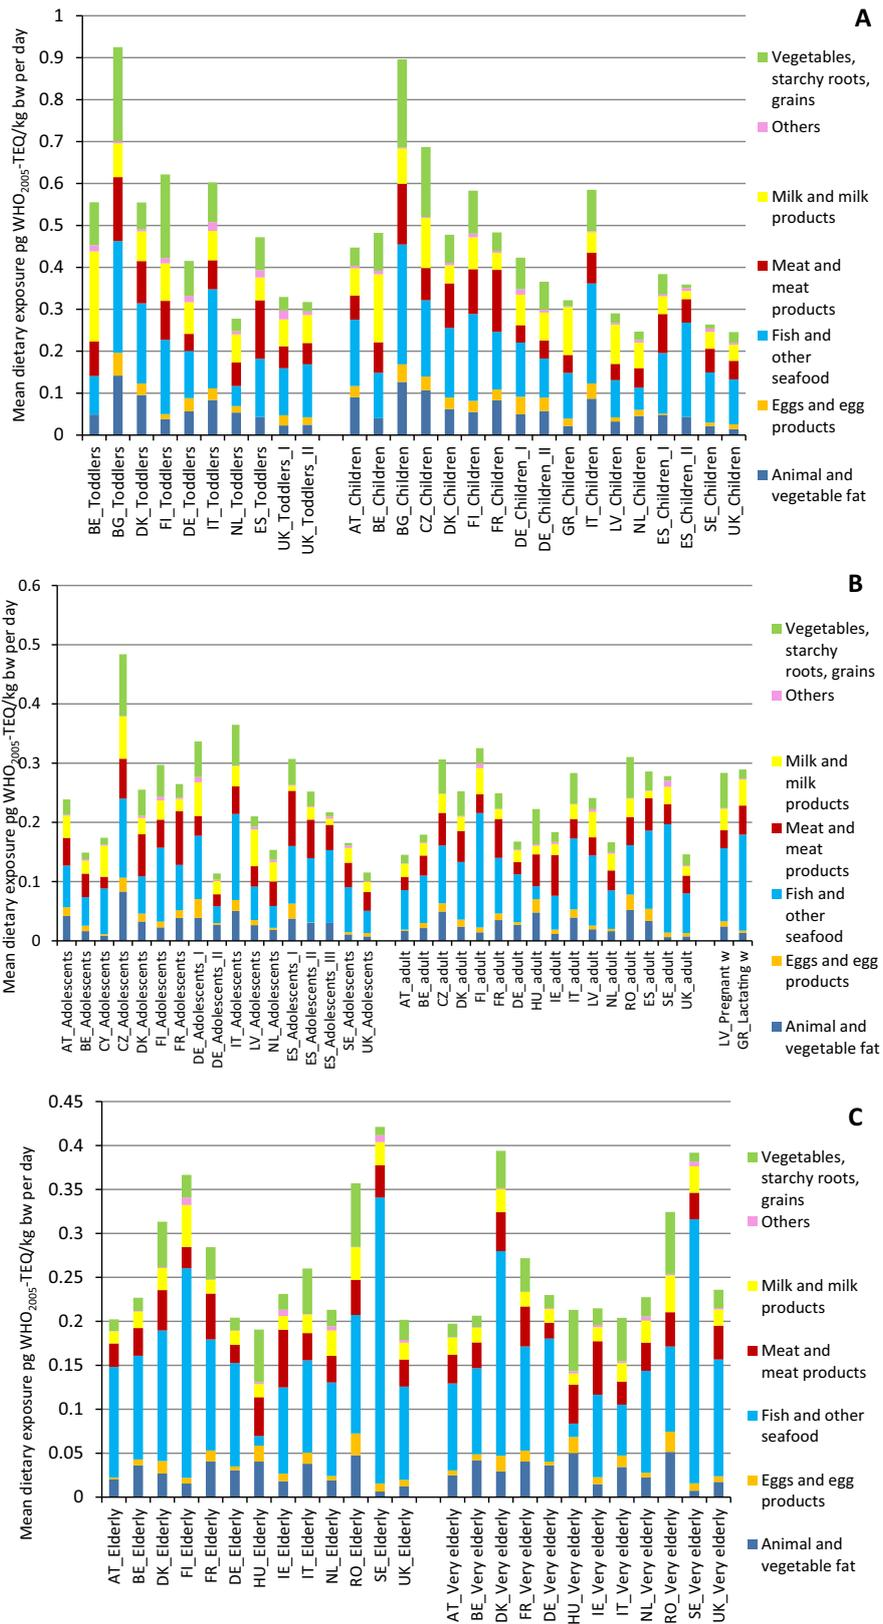 A
Mean dietary exposure pg WHO2005-TEQ/kg bw per day
1
0.9
0.8
0.7
0.6
0.5
0.4
0.3
0.2
0.1
0
BE_Toddlers
BG_Toddlers
DK_Toddlers
FI_Toddlers
DE_Toddlers
IT_Toddlers
NL_Toddlers
ES_Toddlers
UK_Toddlers_I
UK_Toddlers_II
AT_Children
BE_Children
BG_Children
CZ_Children
DK_Children
FI_Children
FR_Children
DE_Children_I
DE_Children_II
GR_Children
IT_Children
LV_Children
NL_Children
ES_Children_I
ES_Children_II
SE_Children
UK_Children
Vegetables,
starchy roots,
grains
Others
Milk and milk
products
Meat and
meat
products
Fish and
other
seafood
Eggs and egg
products
Animal and
vegetable fat
B
Mean dietary exposure pg WHO2005-TEQ/kg bw per day
0.6
0.5
0.4
0.3
0.2
0.1
0
AT_Adolescents
BE_Adolescents
CY_Adolescents
CZ_Adolescents
DK_Adolescents
FI_Adolescents
FR_Adolescents
DE_Adolescents_I
DE_Adolescents_II
IT_Adolescents
LV_Adolescents
NL_Adolescents
ES_Adolescents_I
ES_Adolescents_II
ES_Adolescents_III
SE_Adolescents
UK_Adolescents
AT_adult
BE_adult
CZ_adult
DK_adult
FI_adult
FR_adult
DE_adult
HU_adult
IE_adult
IT_adult
LV_adult
NL_adult
RO_adult
ES_adult
SE_adult
UK_adult
LV_Pregnant w
GR_Lactating w
Vegetables,
starchy
roots, grains
Others
Milk and
milk
products
Meat and
meat
products
Fish and
other
seafood
Eggs and egg
products
Animal and
vegetable fat
C
Mean dietary exposure pg WHO2005-TEQ/kg bw per day
0.45
0.4
0.35
0.3
0.25
0.2
0.15
0.1
0.05
0
AT_Elderly
BE_Elderly
DK_Elderly
FI_Elderly
FR_Elderly
DE_Elderly
HU_Elderly
IE_Elderly
IT_Elderly
NL_Elderly
RO_Elderly
SE_Elderly
UK_Elderly
AT_Very elderly
BE_Very elderly
DK_Very elderly
FR_Very elderly
DE_Very elderly
HU_Very elderly
IE_Very elderly
IT_Very elderly
NL_Very elderly
RO_Very elderly
SE_Very elderly
UK_Very elderly
Vegetables,
starchy roots,
grains
Others
Milk and milk
products
Meat and
meat products
Fish and other
seafood
Eggs and egg
products
Animal and
vegetable fat